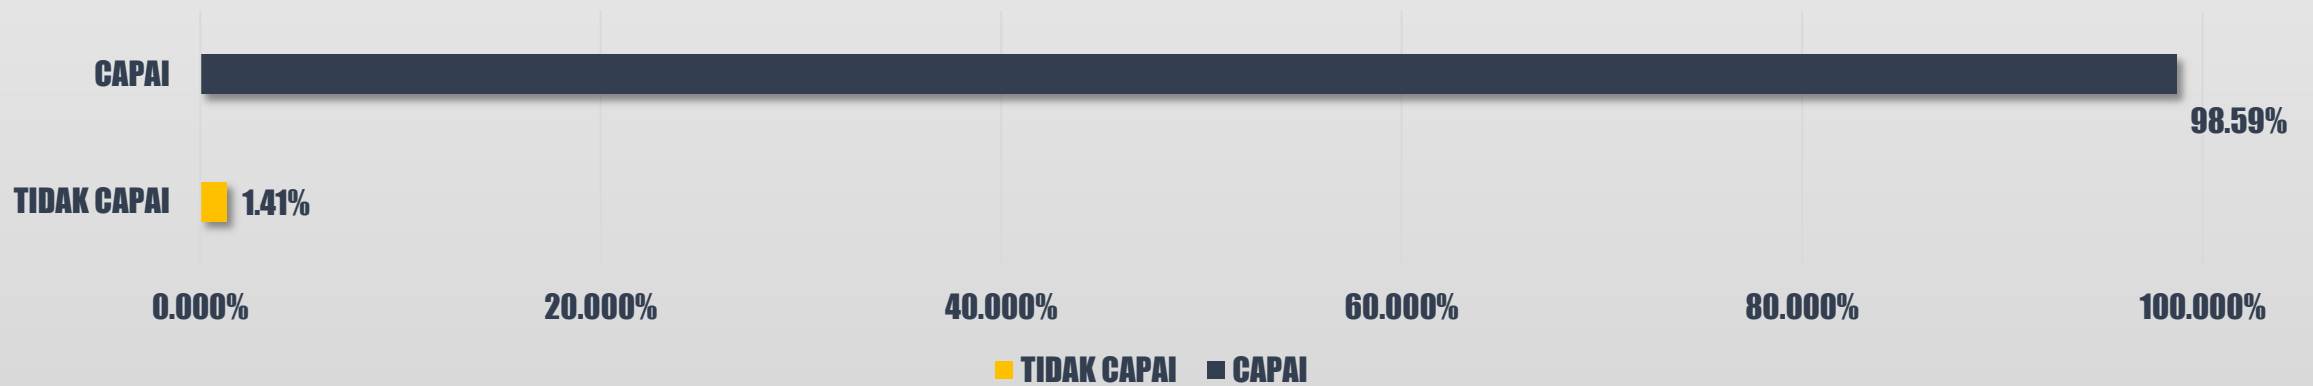 CAPAI
98.59%
TIDAK CAPAI 1.41%
0.000% 20.000% 40.000% 60.000% 80.000% 100.000%
TIDAK CAPAI CAPAI